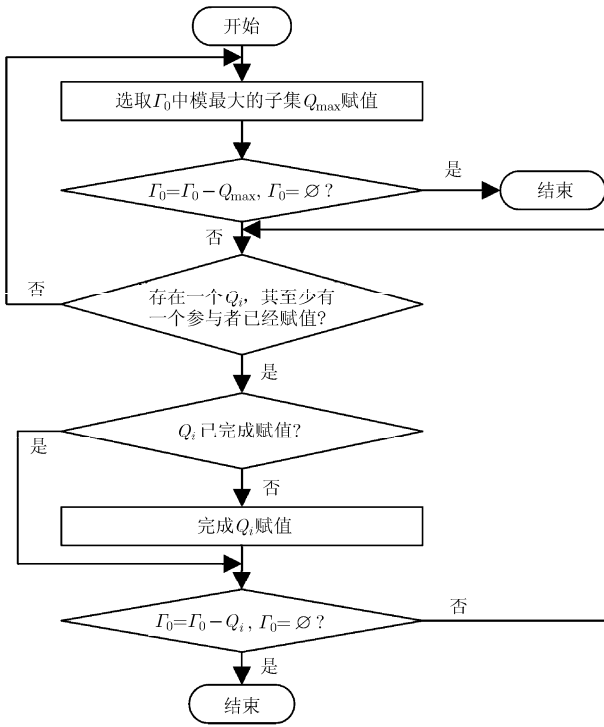 开始
选取Γ₀中模最大的子集Qmax赋值
Γ₀=Γ₀−Qmax, Γ₀=∅?
是
结束
否
存在一个Qi，其至少有
一个参与者已经赋值?
否
是
Qi已完成赋值?
是
否
完成Qi赋值
Γ₀=Γ₀−Qi, Γ₀=∅?
否
是
结束